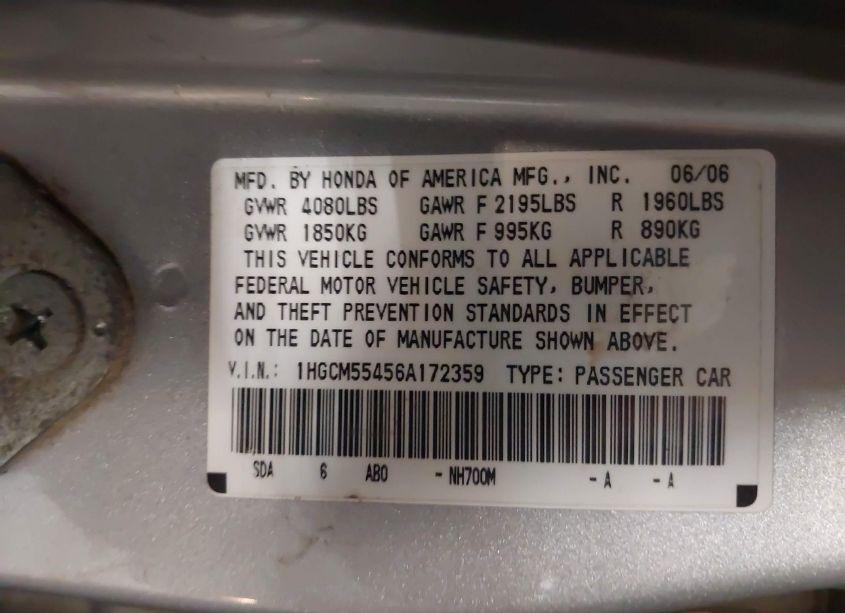 MFD. BY HONDA OF AMERICA MFG., INC. 06/06
GVWR 4080LBS GAWR F 2195LBS R 1960LBS
GVWR 1850KG GAWR F 995KG R 890KG
THIS VEHICLE CONFORMS TO ALL APPLICABLE
FEDERAL MOTOR VEHICLE SAFETY, BUMPER,
AND THEFT PREVENTION STANDARDS IN EFFECT
ON THE DATE OF MANUFACTURE SHOWN ABOVE.
V.I.N.: 1HGCM55456A172359 TYPE: PASSENGER CAR
SDA 6 AB0 - NH700M - A - A